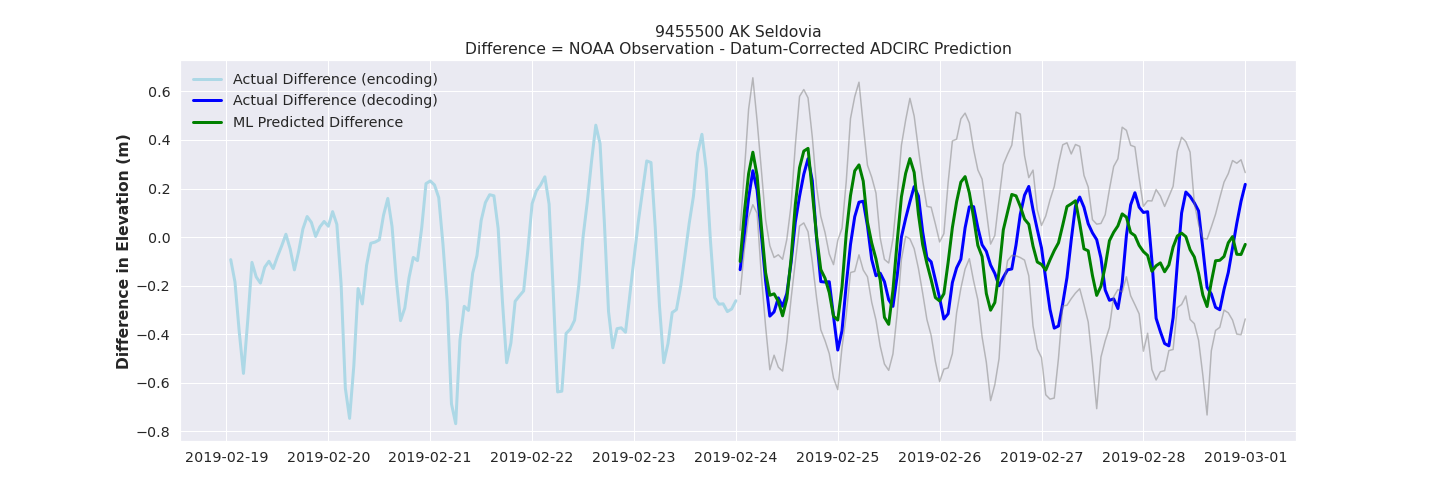 9455500 AK Seldovia
Difference = NOAA Observation - Datum-Corrected ADCIRC Prediction
Actual Difference (encoding)
Actual Difference (decoding)
ML Predicted Difference
Difference in Elevation (m)
0.6
0.4
0.2
0.0
−0.2
−0.4
−0.6
−0.8
2019-02-19 2019-02-20 2019-02-21 2019-02-22 2019-02-23 2019-02-24 2019-02-25 2019-02-26 2019-02-27 2019-02-28 2019-03-01